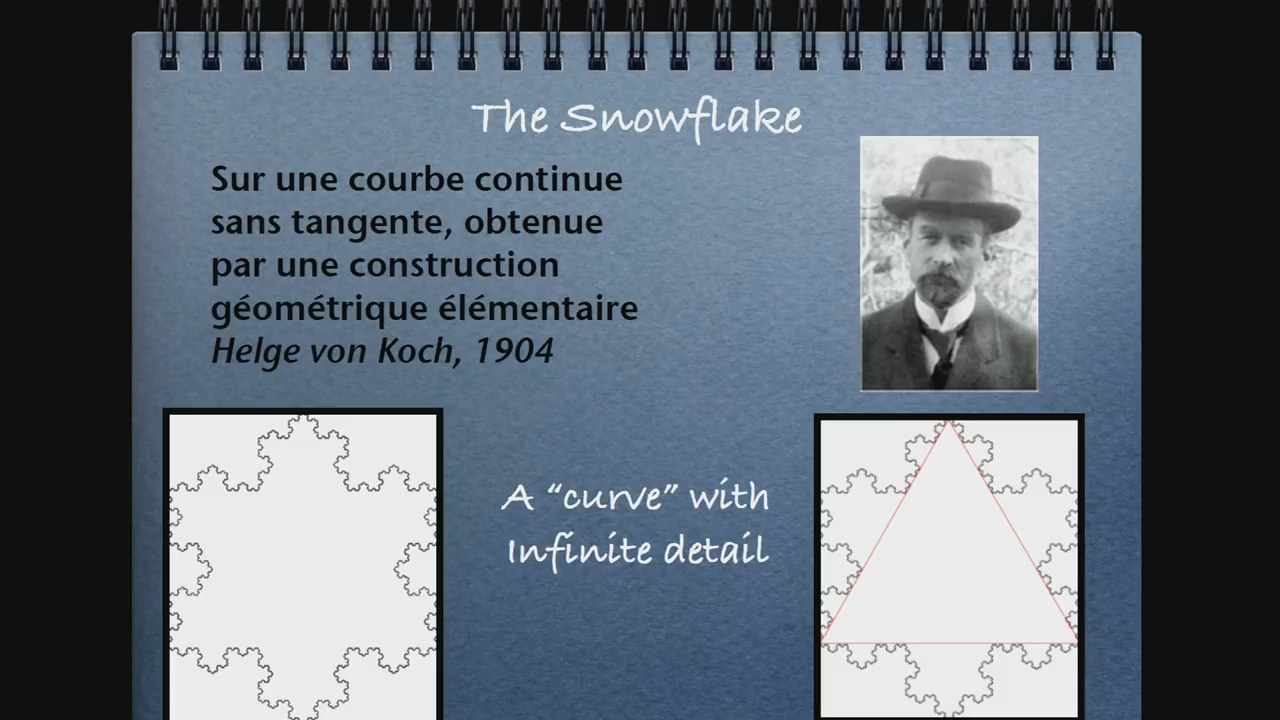 The Snowflake
Sur une courbe continue
sans tangente, obtenue
par une construction
géométrique élémentaire
Helge von Koch, 1904
A “curve” with
Infinite detail